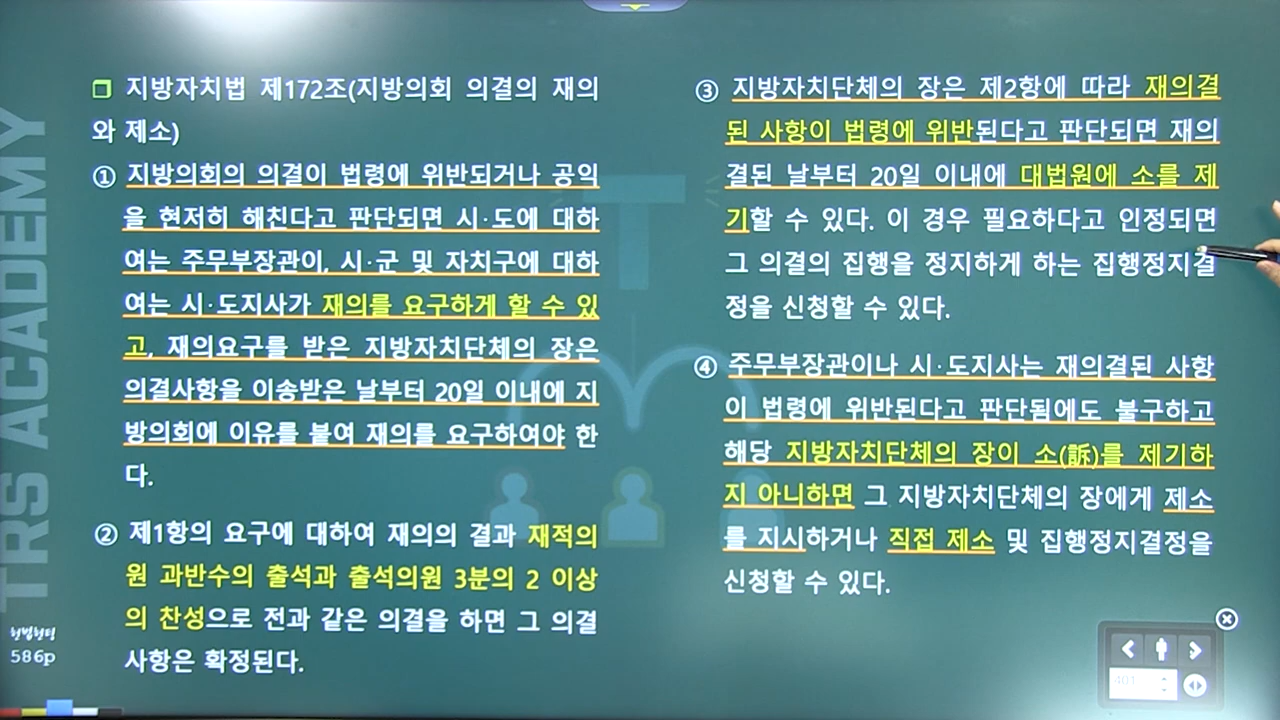 지방자치법 제172조(지방의회 의결의 재의
와 제소)
① 지방의회의 의결이 법령에 위반되거나 공익
을 현저히 해친다고 판단되면 시·도에 대하
여는 주무부장관이, 시·군 및 자치구에 대하
여는 시·도지사가 재의를 요구하게 할 수 있
고, 재의요구를 받은 지방자치단체의 장은
의결사항을 이송받은 날부터 20일 이내에 지
방의회에 이유를 붙여 재의를 요구하여야 한
다.
② 제1항의 요구에 대하여 재의의 결과 재적의
원 과반수의 출석과 출석의원 3분의 2 이상
의 찬성으로 전과 같은 의결을 하면 그 의결
사항은 확정된다.
③ 지방자치단체의 장은 제2항에 따라 재의결
된 사항이 법령에 위반된다고 판단되면 재의
결된 날부터 20일 이내에 대법원에 소를 제
기할 수 있다. 이 경우 필요하다고 인정되면
그 의결의 집행을 정지하게 하는 집행정지결
정을 신청할 수 있다.
④ 주무부장관이나 시·도지사는 재의결된 사항
이 법령에 위반된다고 판단됨에도 불구하고
해당 지방자치단체의 장이 소(訴)를 제기하
지 아니하면 그 지방자치단체의 장에게 제소
를 지시하거나 직접 제소 및 집행정지결정을
신청할 수 있다.
TRS ACADEMY
586p